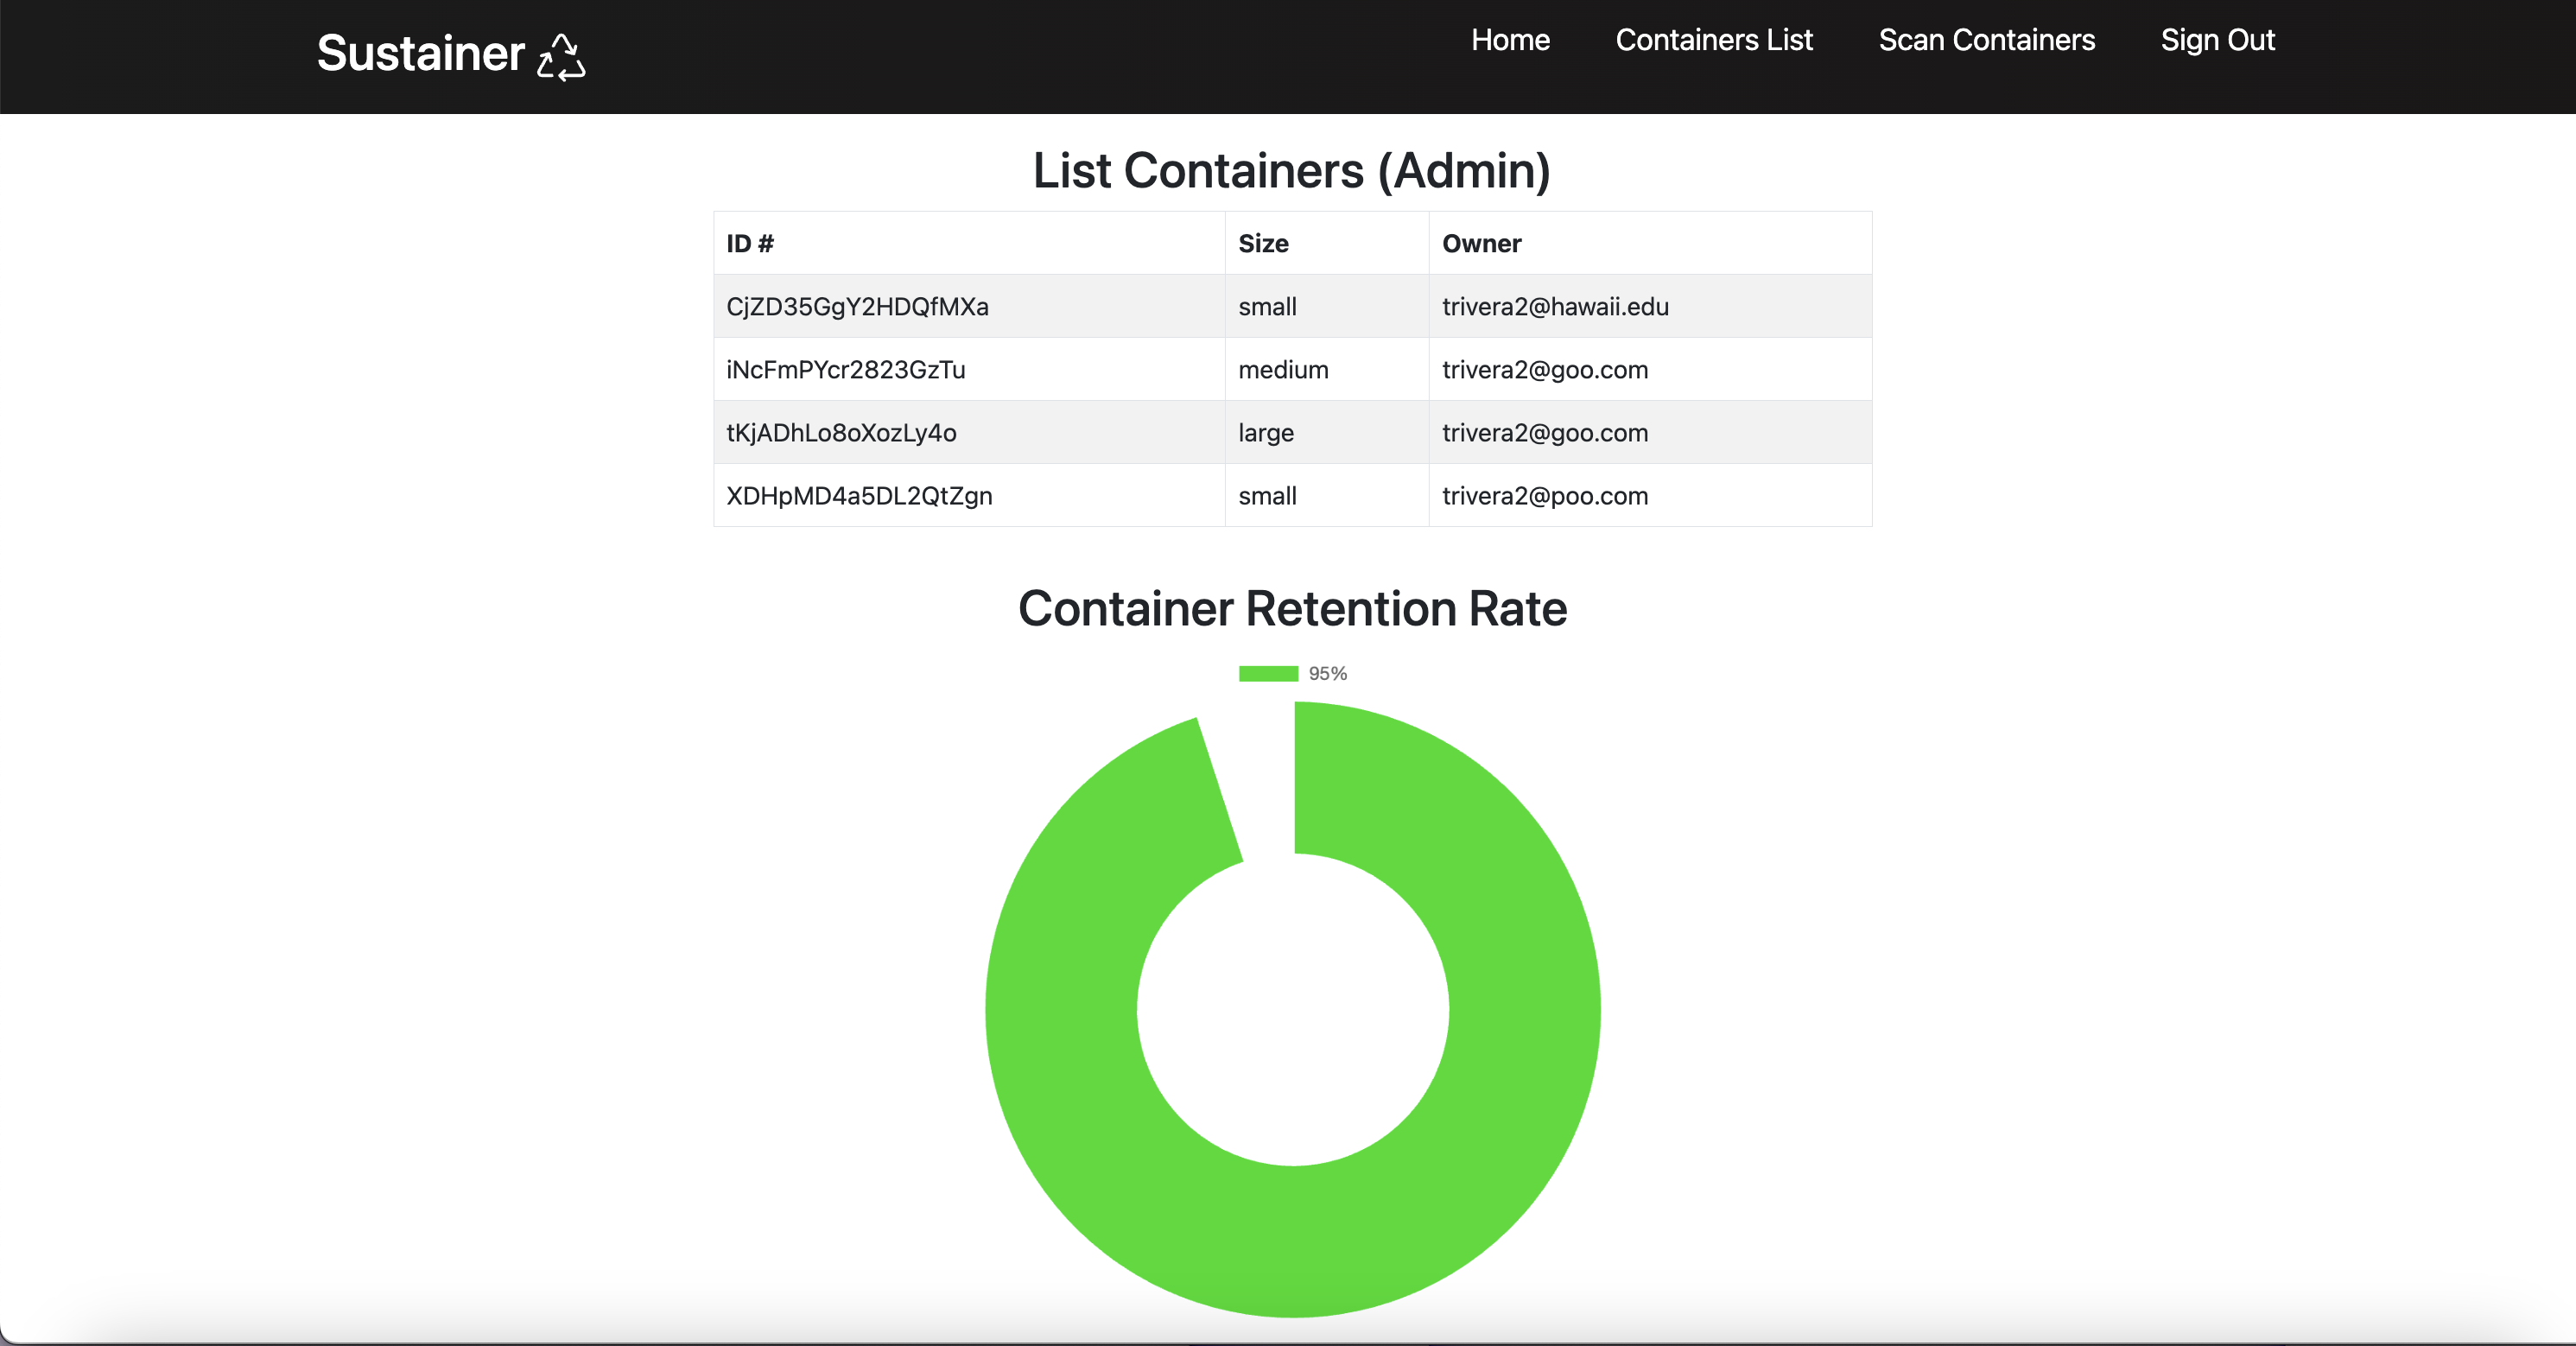 Sustainer
Home Containers List Scan Containers Sign Out
List Containers (Admin)
ID # Size Owner
CjZD35GgY2HDQfMXa small trivera2@hawaii.edu
iNcFmPYcr2823GzTu medium trivera2@goo.com
tKjADhLo8oXozLy4o large trivera2@goo.com
XDHpMD4a5DL2QtZgn small trivera2@poo.com
Container Retention Rate
95%